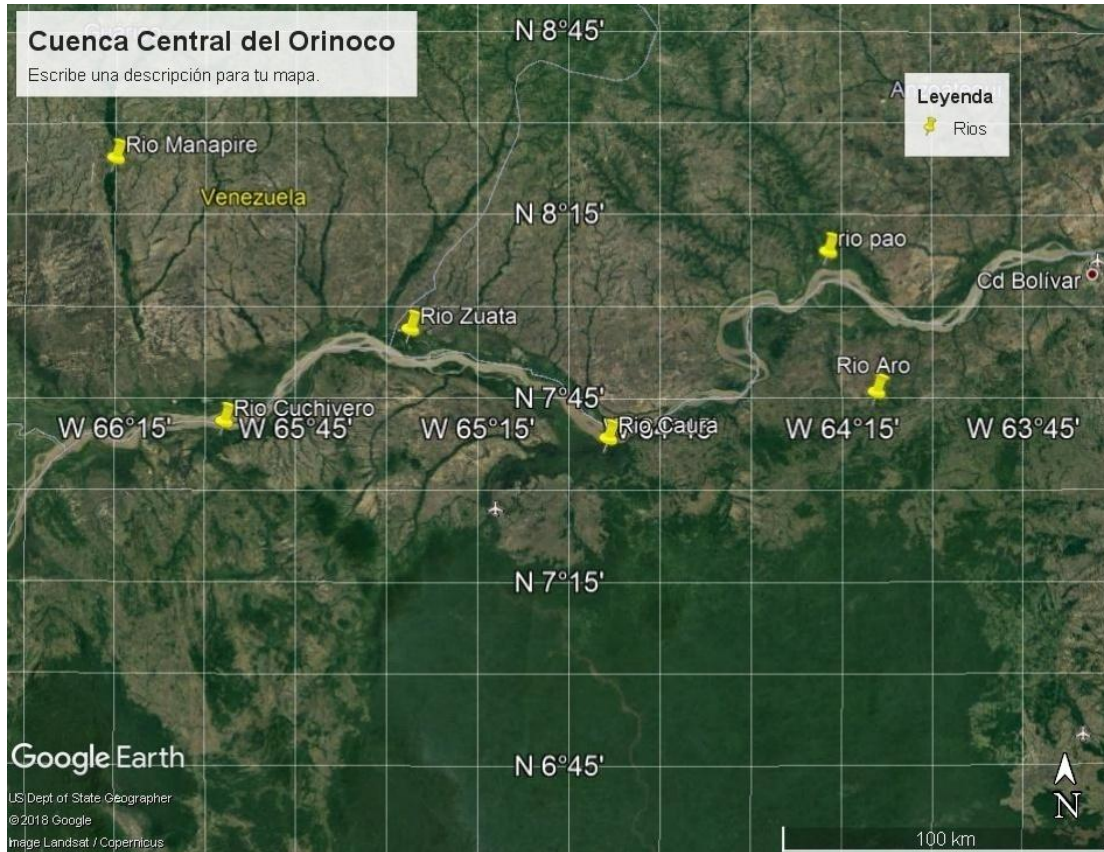 Cuenca Central del Orinoco
Escribe una descripción para tu mapa.
N 8°45'
Leyenda
Rios
Rio Manapire
Venezuela
N 8°15'
rio pao
Cd Bolívar
Rio Zuata
Rio Aro
N 7°45'
Rio Cuchivero
Rio Caura
W 66°15'
W 65°45'
W 65°15'
W 64°15'
W 63°45'
N 7°15'
N 6°45'
Google Earth
US Dept of State Geographer
© 2018 Google
Image Landsat / Copernicus
N
100 km